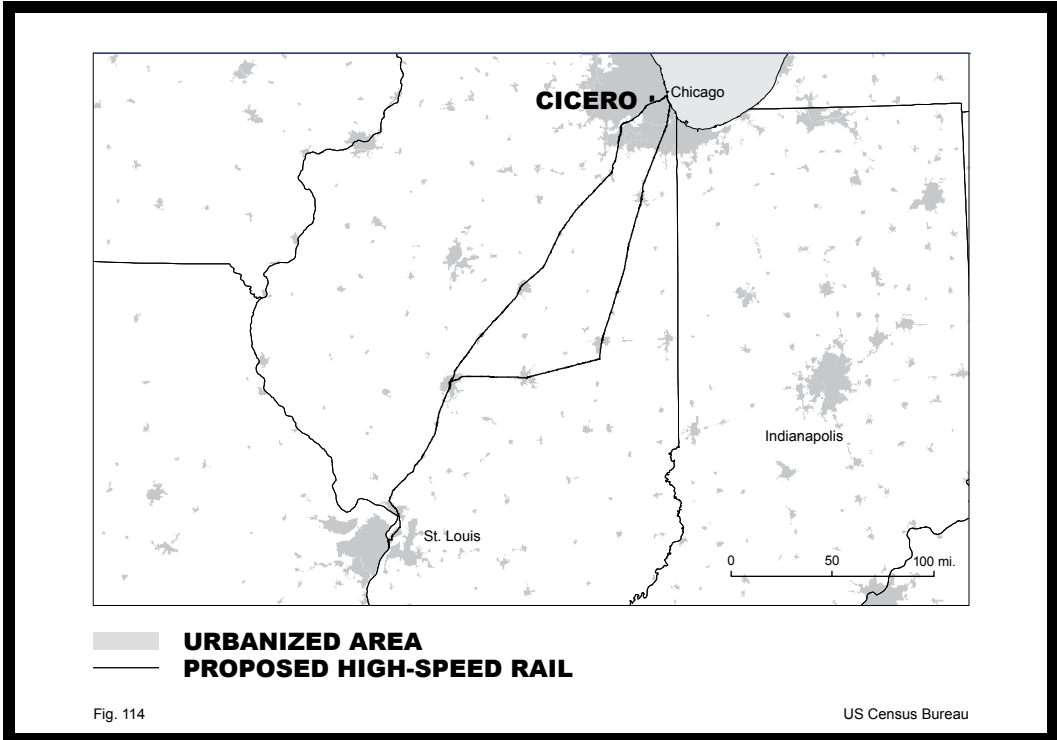 CICERO
Chicago
Indianapolis
St. Louis
0 50 100 mi.
URBANIZED AREA
PROPOSED HIGH-SPEED RAIL
Fig. 114
US Census Bureau